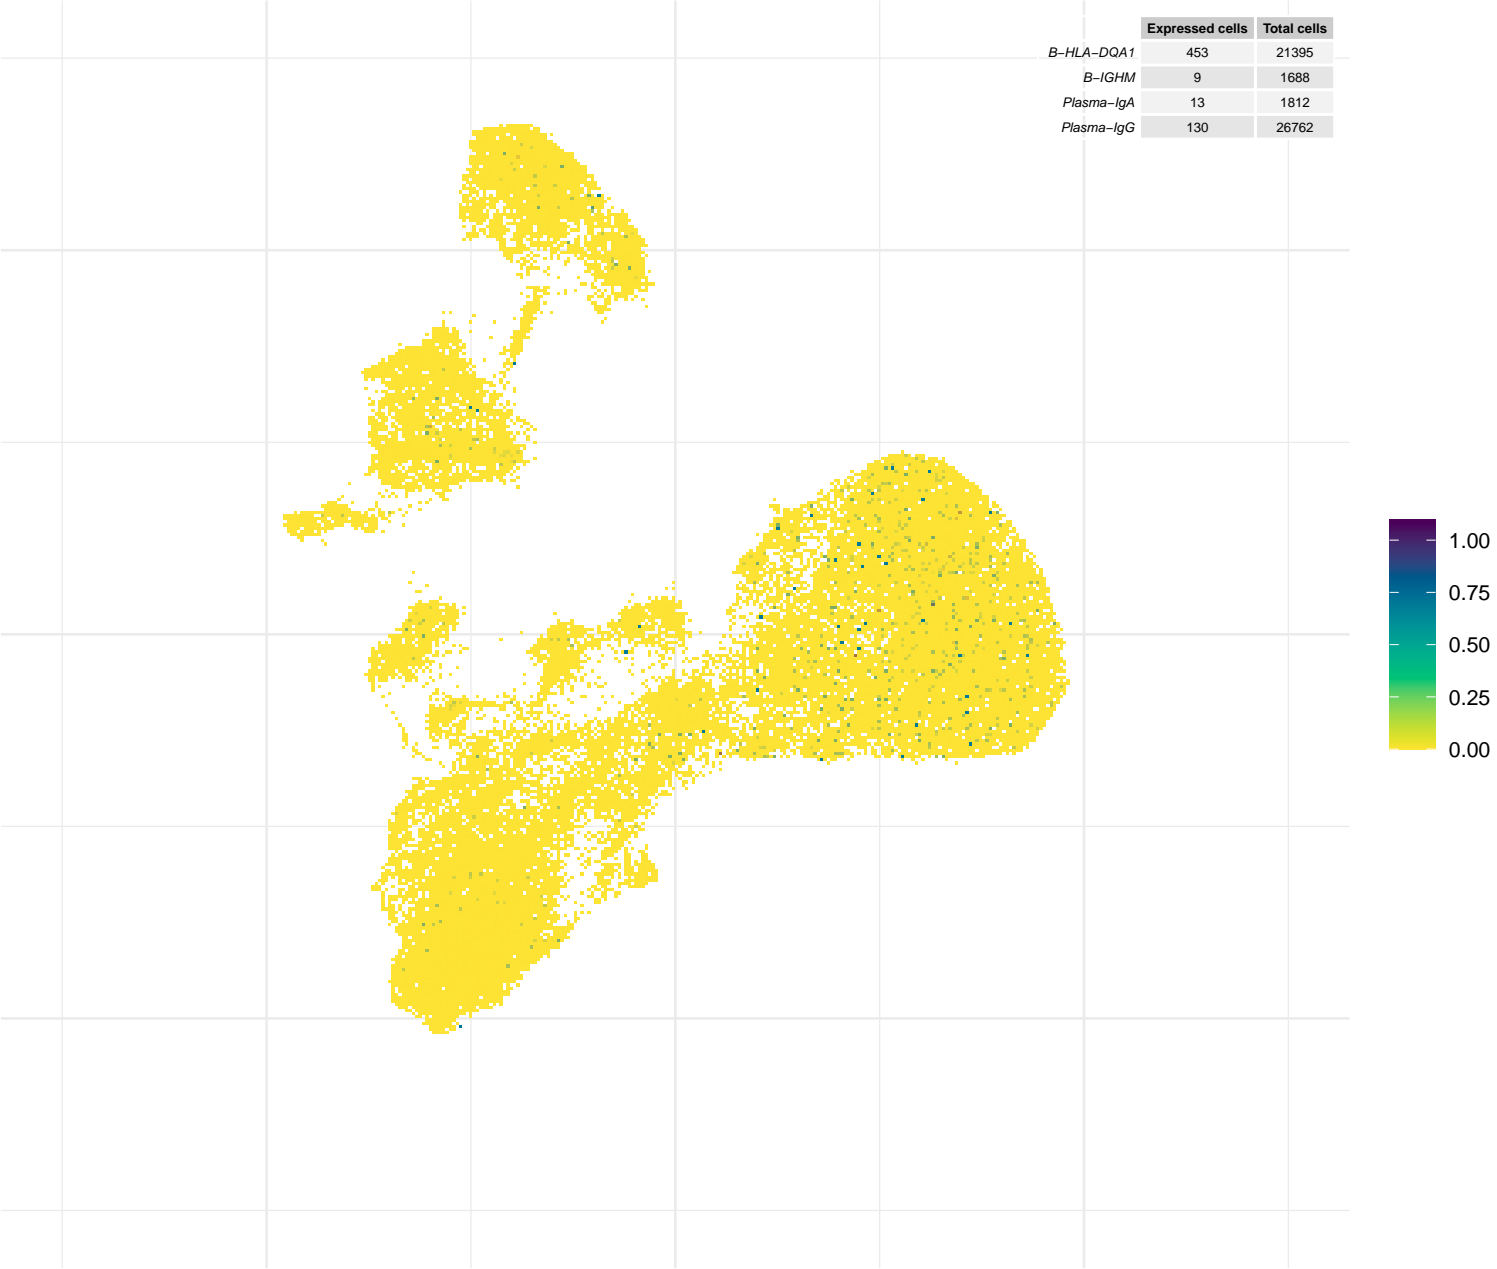 Expressed cells Total cells
B−HLA−DQA1 453 21395
B−IGHM 9 1688
Plasma−IgA 13 1812
Plasma−IgG 130 26762
1.00
0.75
0.50
0.25
0.00